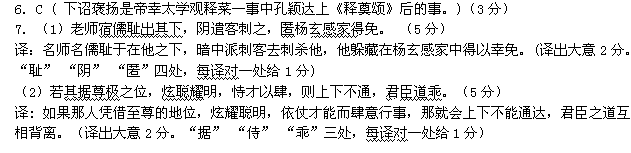 6. C ( 下诏褒扬是帝幸太学观释菜一事中孔颖达上《释奠颂》后的事。)(3 分)
7. (1) 老师宿儒耻出其下，阴遣客刺之，匿杨玄感家得免。 (5分)
译：名师名儒耻于在他之下，暗中派刺客去刺杀他，他躲藏在杨玄感家中得以幸免。(译出大意 2 分。
“耻” “阴” “匿”四处，每译对一处给 1 分)
(2) 若其据尊极之位，炫聪耀明，恃才以肆，则上下不通，君臣道乖。(5 分)
译：如果那人凭借至尊的地位，炫耀聪明，依仗才能而肆意行事，那就会上下不能通达，君臣之道互
相背离。(译出大意 2 分。“据” “侍” “乖”三处，每译对一处给 1 分)